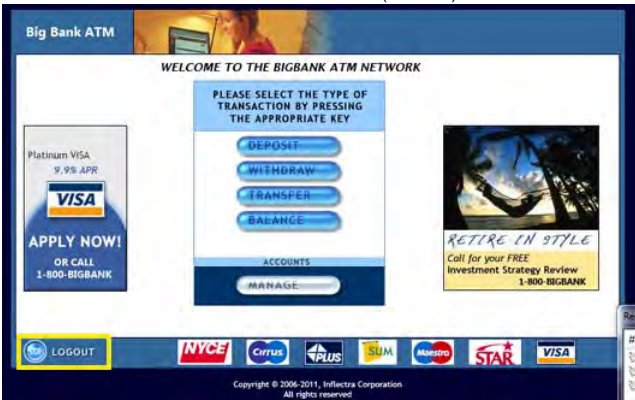 Big Bank ATM
WELCOME TO THE BIGBANK ATM NETWORK
PLEASE SELECT THE TYPE OF
TRANSACTION BY PRESSING
THE APPROPRIATE KEY
DEPOSIT
WITHDRAW
TRANSFER
BALANCE
ACCOUNTS
MANAGE
Platinum VISA
9.9% APR
VISA
APPLY NOW!
OR CALL
1-800-BIGBANK
RETIRE IN STYLE
Call for your FREE
Investment Strategy Review
1-800-BIGBANK
LOGOUT
NYCE
Cirrus
PLUS
SUM
Maestro
STAR
VISA
Re
#
Copyright © 2006-2011, Inflectra Corporation
All rights reserved